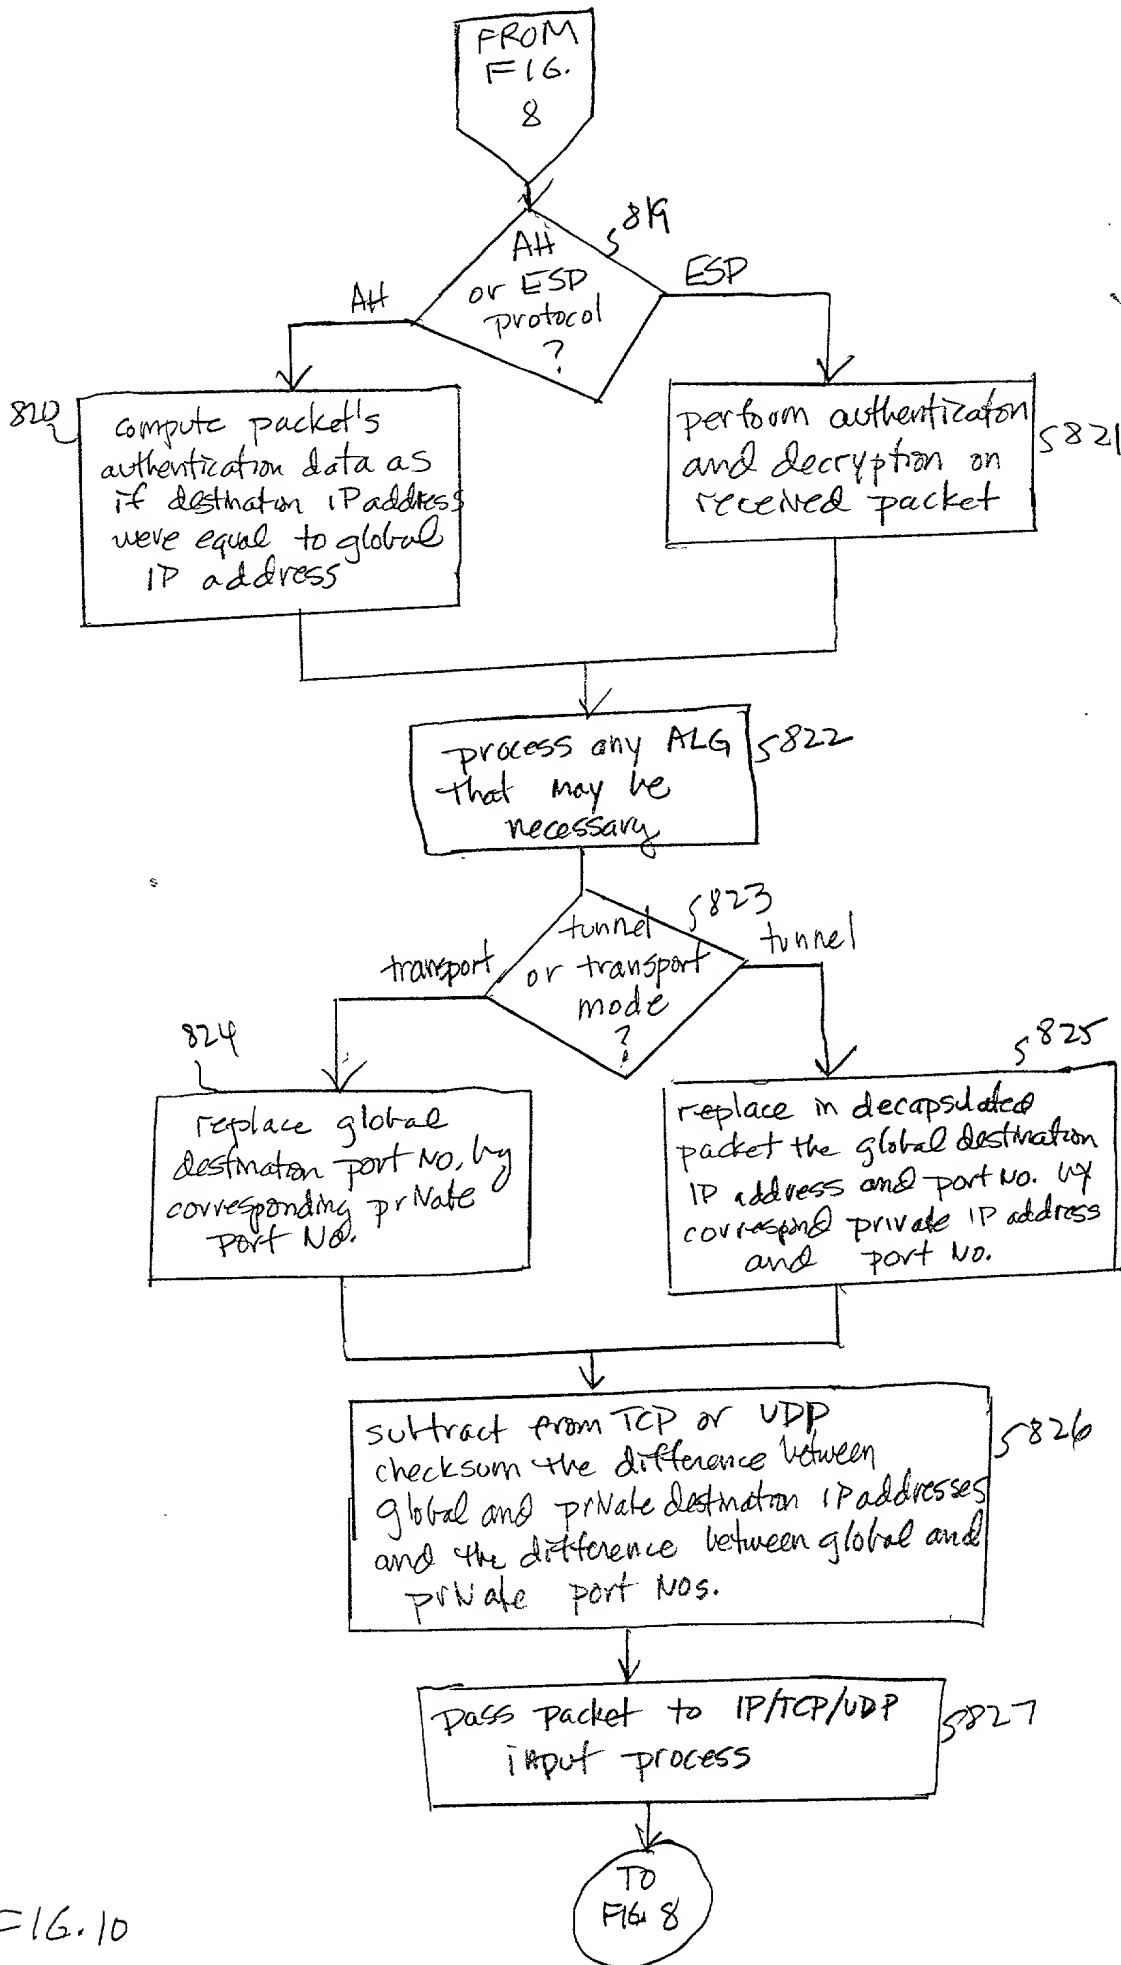 FROM
FIG.
8
819
AH
or ESP
protocol
?
AH
ESP
820
compute packet's
authentication data as
if destinaton IP address
were equal to global
IP address
perform authenticaton
and decryption on
received packet
821
process any ALG
that may be
necessary
822
823
tunnel
or transport
mode
?
transport
tunnel
824
replace global
destination port No. by
corresponding private
port No.
825
replace in decapsulated
packet the global destination
IP address and port No. by
correspond private IP address
and port No.
subtract from TCP or UDP
checksum the difference between
global and private destination IP addresses
and the difference between global and
private port Nos.
826
pass packet to IP/TCP/UDP
input process
827
TO
FIG. 8
FIG. 10